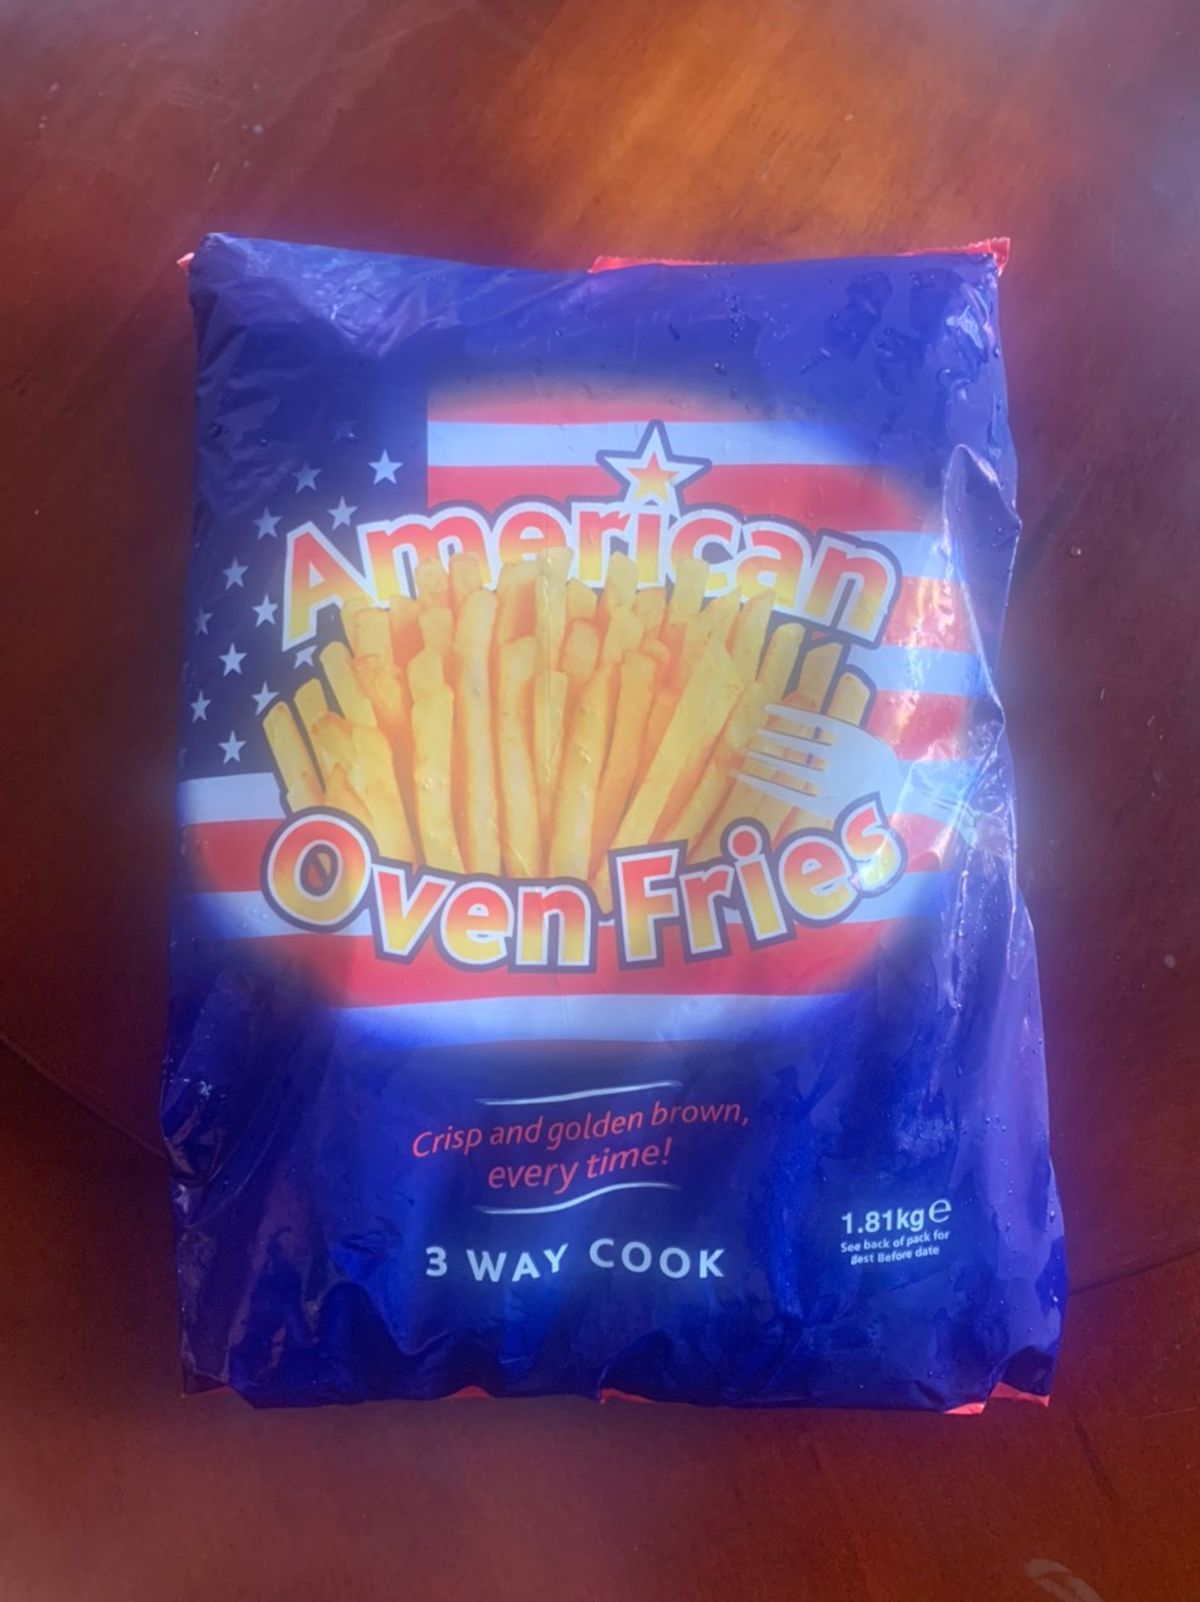 American
Oven Fries
Crisp and golden brown,
every time!
3 WAY COOK
1.81kg e
See back of pack for
Best Before date